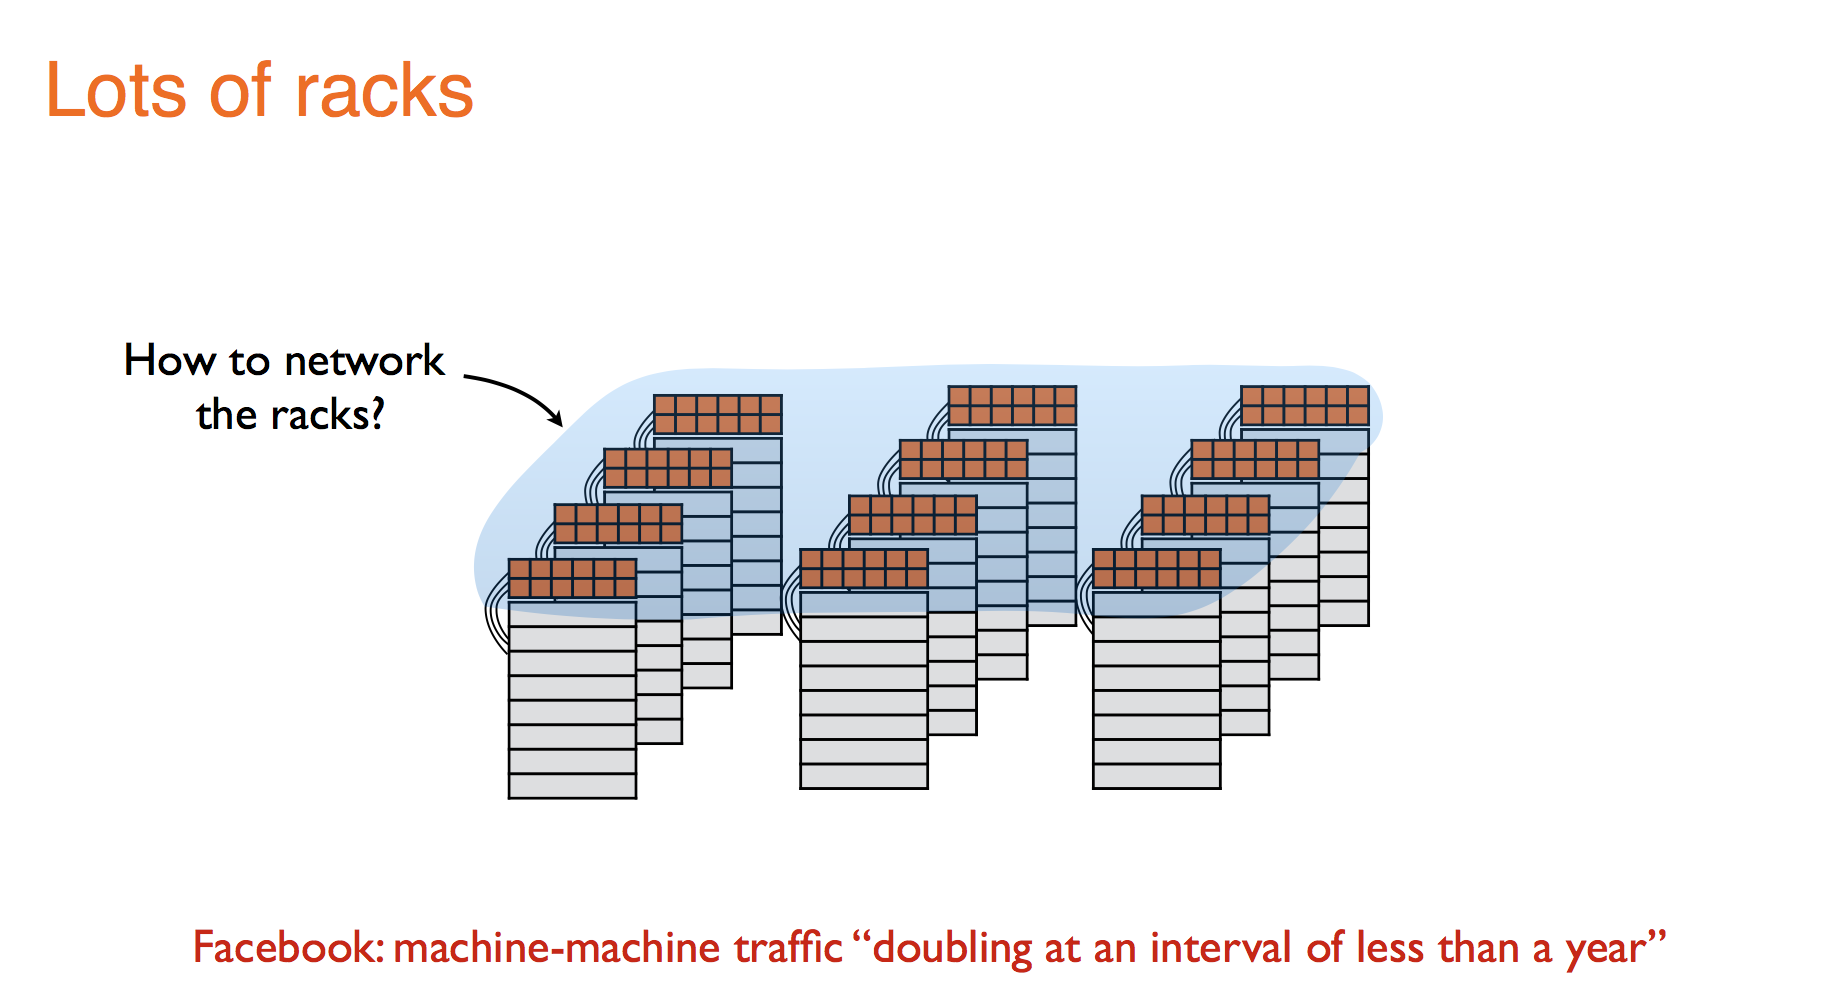 Lots of racks
How to network
the racks?
Facebook: machine-machine traffic “doubling at an interval of less than a year”